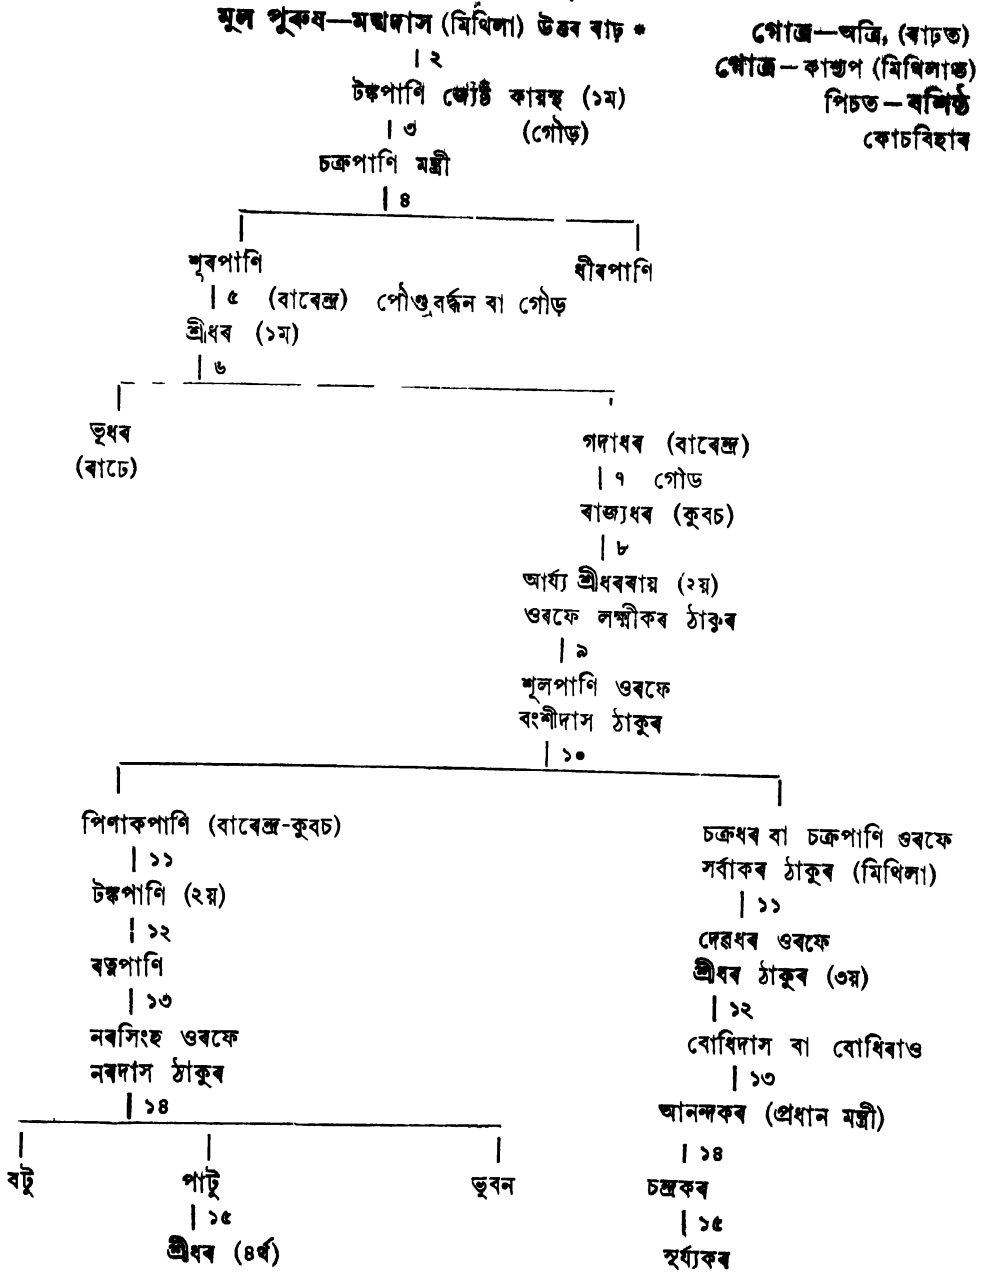 মূল পুৰুষ—মন্মদাস (মিথিলা) উত্তৰ ৰাঢ় *
গোত্ৰ—অত্ৰি, (ৰাঢ়ত)
গোত্ৰ—কাশ্যপ (মিথিলাত)
পিচত—বশিষ্ঠ
কোচবিহাৰ
২
টঙ্কপাণি জ্যেষ্ঠ কায়স্থ (১ম)
৩ (গৌড়)
চক্ৰপাণি মন্ত্ৰী
৪
শূৰপাণি ধীৰপাণি
৫ (বাৰেন্দ্ৰ) পৌণ্ড্ৰবৰ্দ্ধন বা গৌড়
শ্ৰীধৰ (১ম)
৬
ভূধৰ
(ৰাঢে)
গদাধৰ (বাৰেন্দ্ৰ)
৭ গৌড
ৰাজ্যধৰ (কুবচ)
৮
আৰ্য্য শ্ৰীধৰৰায় (২য়)
ওৰফে লক্ষ্মীকৰ ঠাকুৰ
৯
শূলপাণি ওৰফে
বংশীদাস ঠাকুৰ
১০
পিণাকপাণি (বাৰেন্দ্ৰ-কুবচ)
১১
টঙ্কপাণি (২য়)
১২
ৰত্নপাণি
১৩
নৰসিংহ ওৰফে
নৰদাস ঠাকুৰ
১৪
বটু পাটু ভূবন
১৫
শ্ৰীধৰ (৪ৰ্থ)
চক্ৰধৰ বা চক্ৰপাণি ওৰফে
সৰ্বাকৰ ঠাকুৰ (মিথিলা)
১১
দেৱধৰ ওৰফে
শ্ৰীধৰ ঠাকুৰ (৩য়)
১২
বোধিদাস বা বোধিৰাও
১৩
আনন্দকৰ (প্ৰধান মন্ত্ৰী)
১৪
চন্দ্ৰকৰ
১৫
সূৰ্য্যকৰ